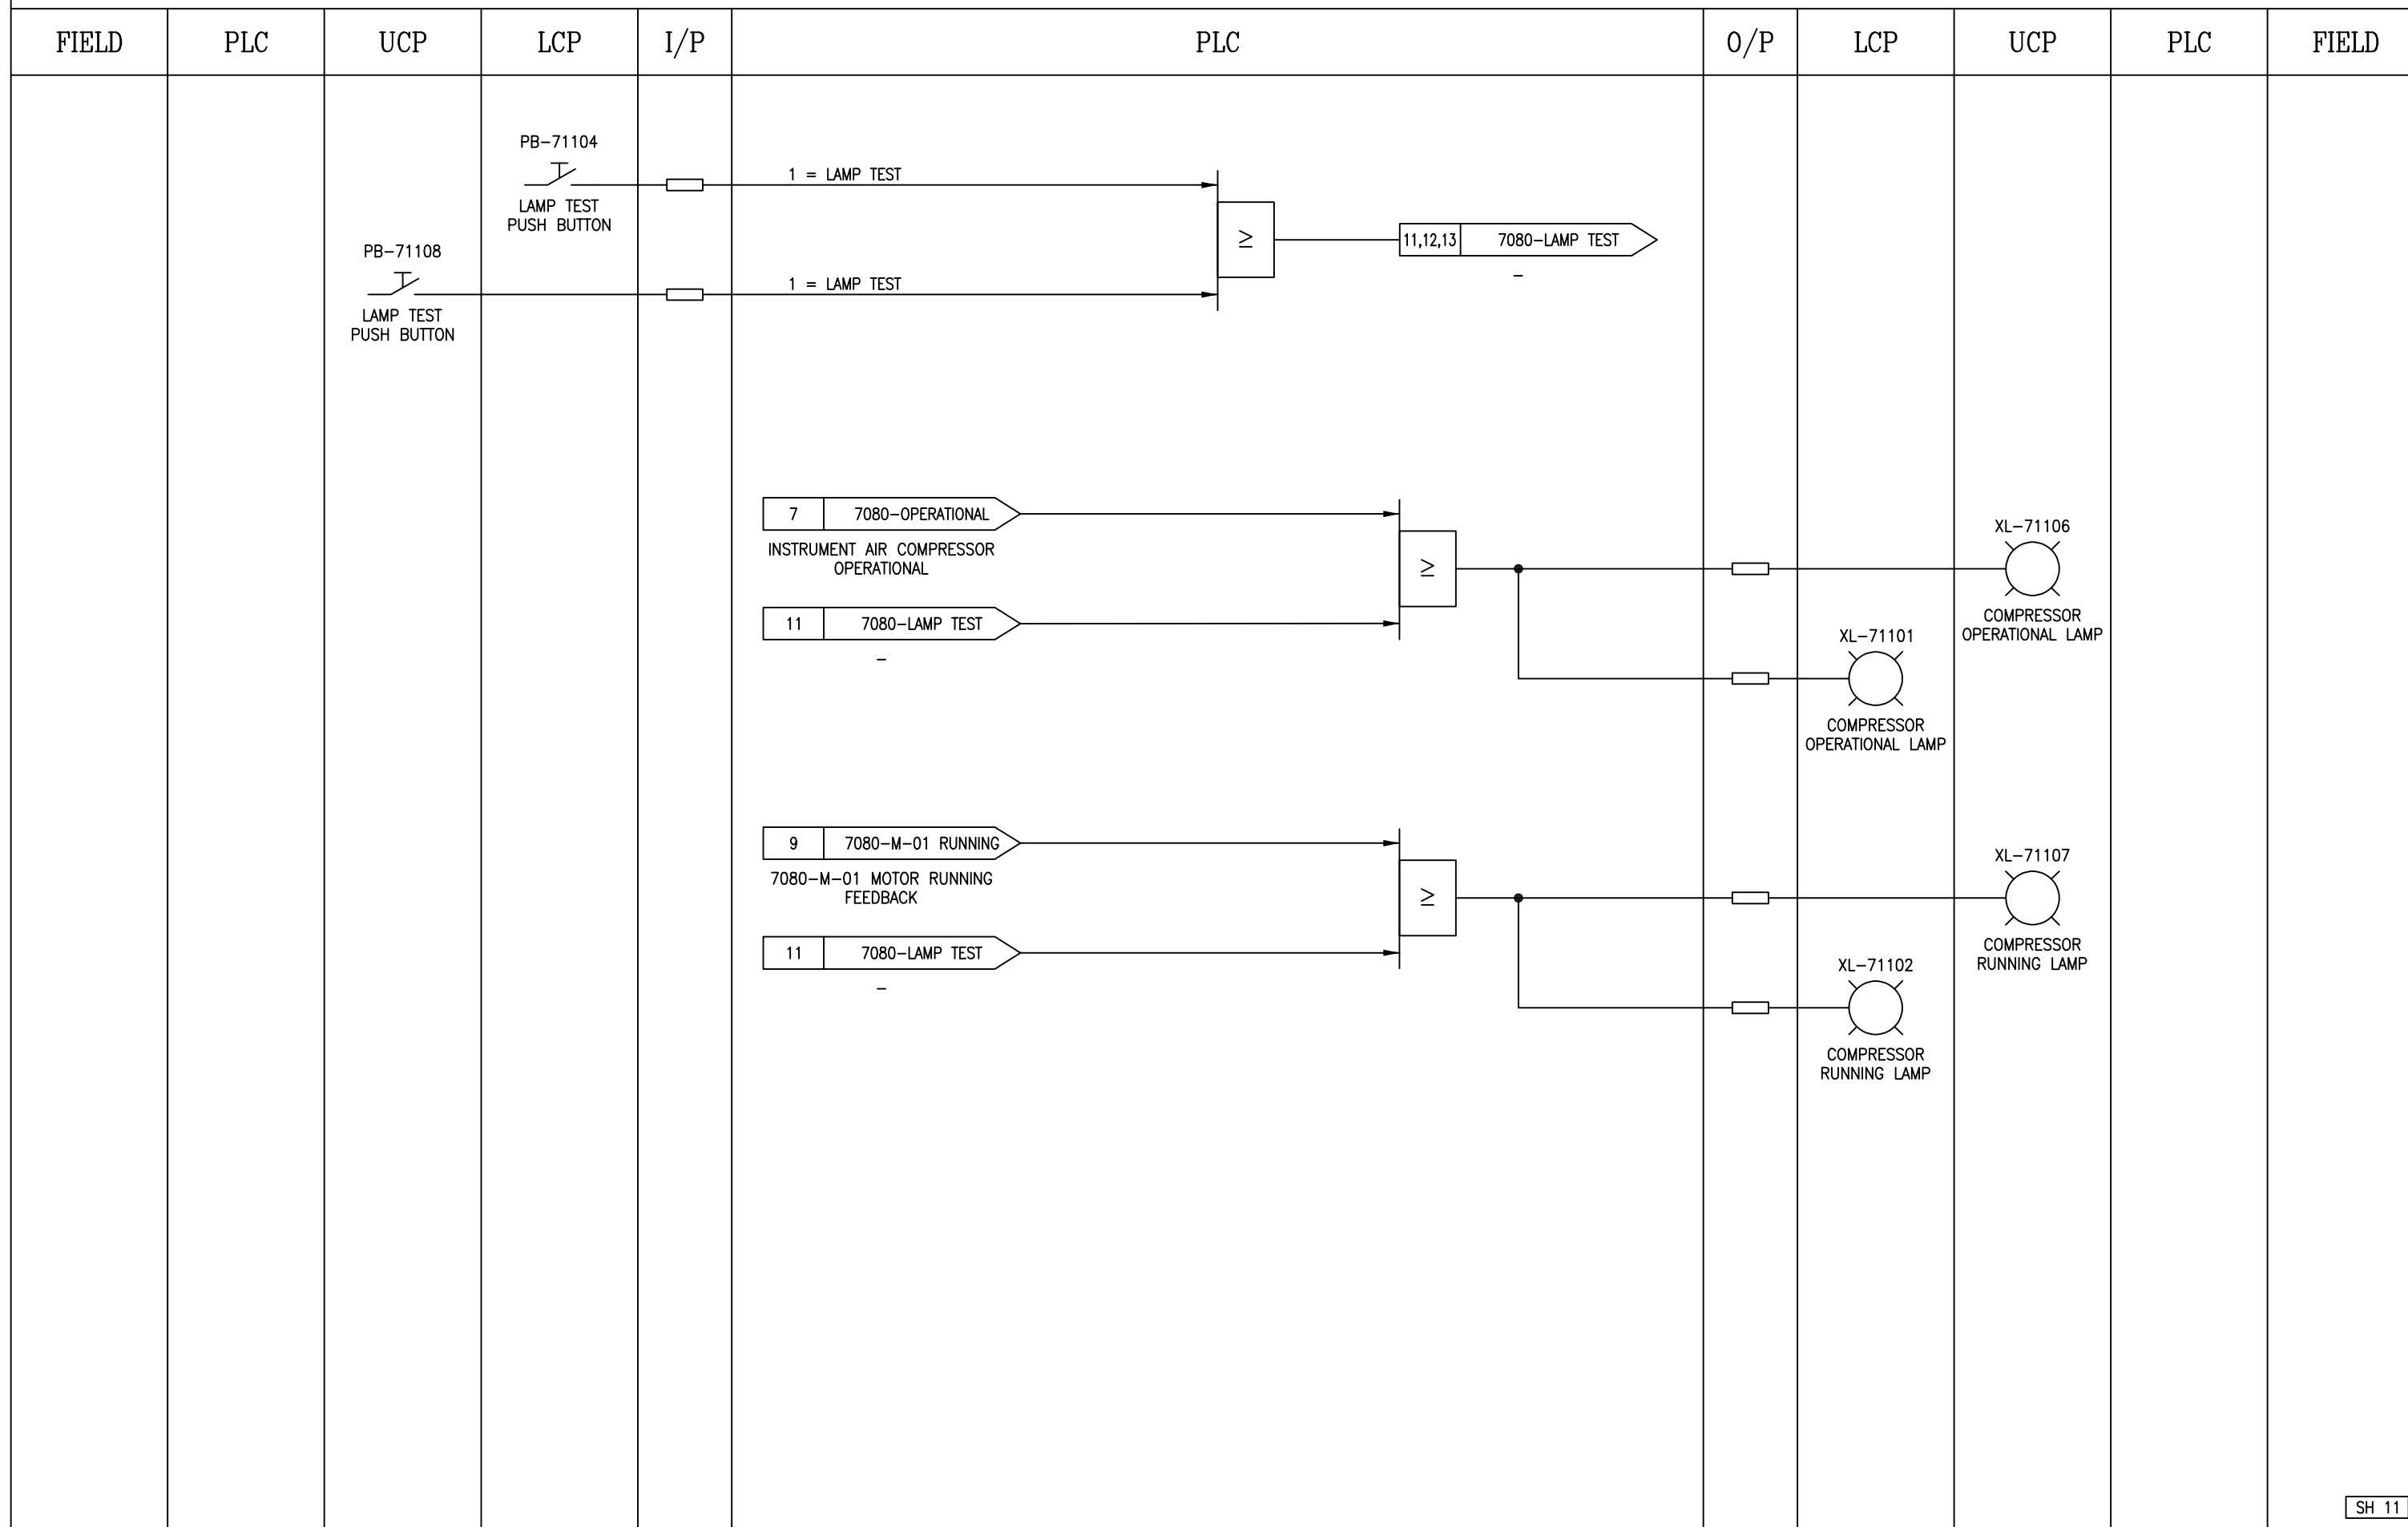 FIELD
PLC
UCP
LCP
I/P
PLC
O/P
LCP
UCP
PLC
FIELD
PB-71104
LAMP TEST
PUSH BUTTON
1 = LAMP TEST
PB-71108
LAMP TEST
PUSH BUTTON
1 = LAMP TEST
≥
11,12,13 7080-LAMP TEST
-
7 7080-OPERATIONAL
INSTRUMENT AIR COMPRESSOR
OPERATIONAL
11 7080-LAMP TEST
-
≥
XL-71106
COMPRESSOR
OPERATIONAL LAMP
XL-71101
COMPRESSOR
OPERATIONAL LAMP
9 7080-M-01 RUNNING
7080-M-01 MOTOR RUNNING
FEEDBACK
11 7080-LAMP TEST
-
≥
XL-71107
COMPRESSOR
RUNNING LAMP
XL-71102
COMPRESSOR
RUNNING LAMP
SH 11